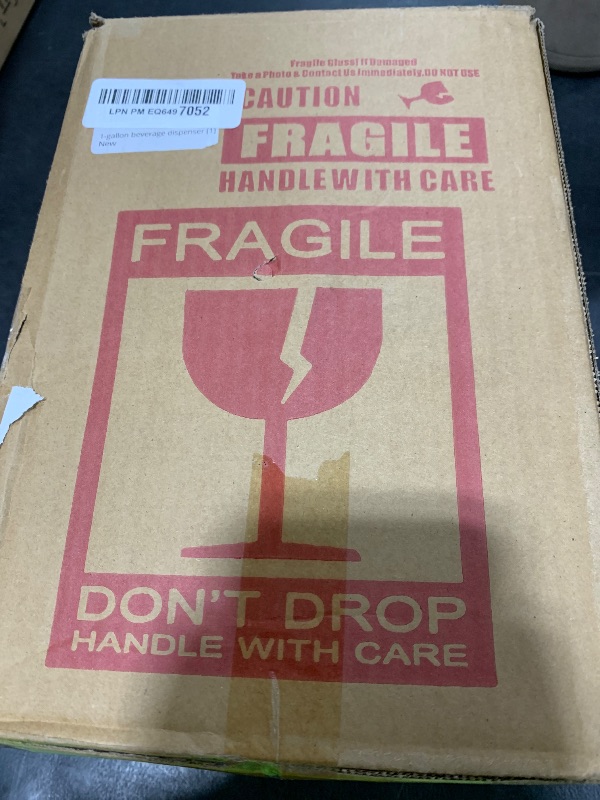 Fragile Glass! If Damaged
Take a Photo & Contact Us Immediately, DO NOT USE
CAUTION
LPN PM EQ6497052
1-gallon beverage dispenser (1)
New
FRAGILE
HANDLE WITH CARE
FRAGILE
DON'T DROP
HANDLE WITH CARE